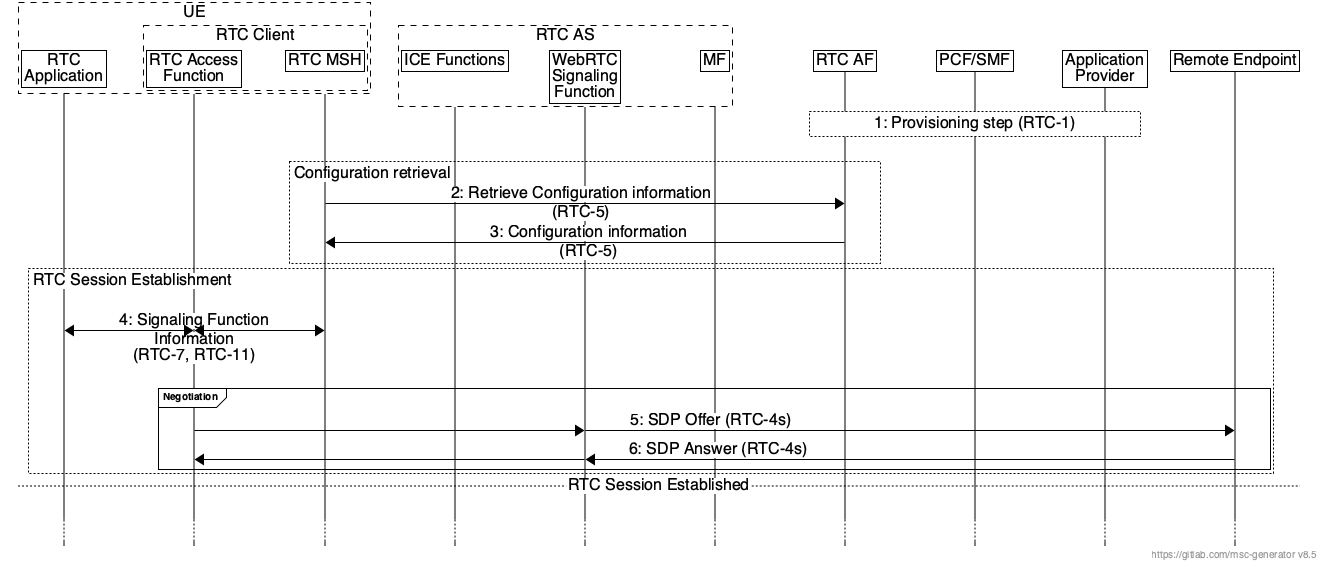 UE
RTC Client
RTC AS
RTC
Application
RTC Access
Function
RTC MSH
ICE Functions
WebRTC
Signaling
Function
MF
RTC AF
PCF/SMF
Application
Provider
Remote Endpoint
1: Provisioning step (RTC-1)
Configuration retrieval
2: Retrieve Configuration information
(RTC-5)
3: Configuration information
(RTC-5)
RTC Session Establishment
4: Signaling Function
Information
(RTC-7, RTC-11)
Negotiation
5: SDP Offer (RTC-4s)
6: SDP Answer (RTC-4s)
RTC Session Established
https://gitlab.com/msc-generator v8.5